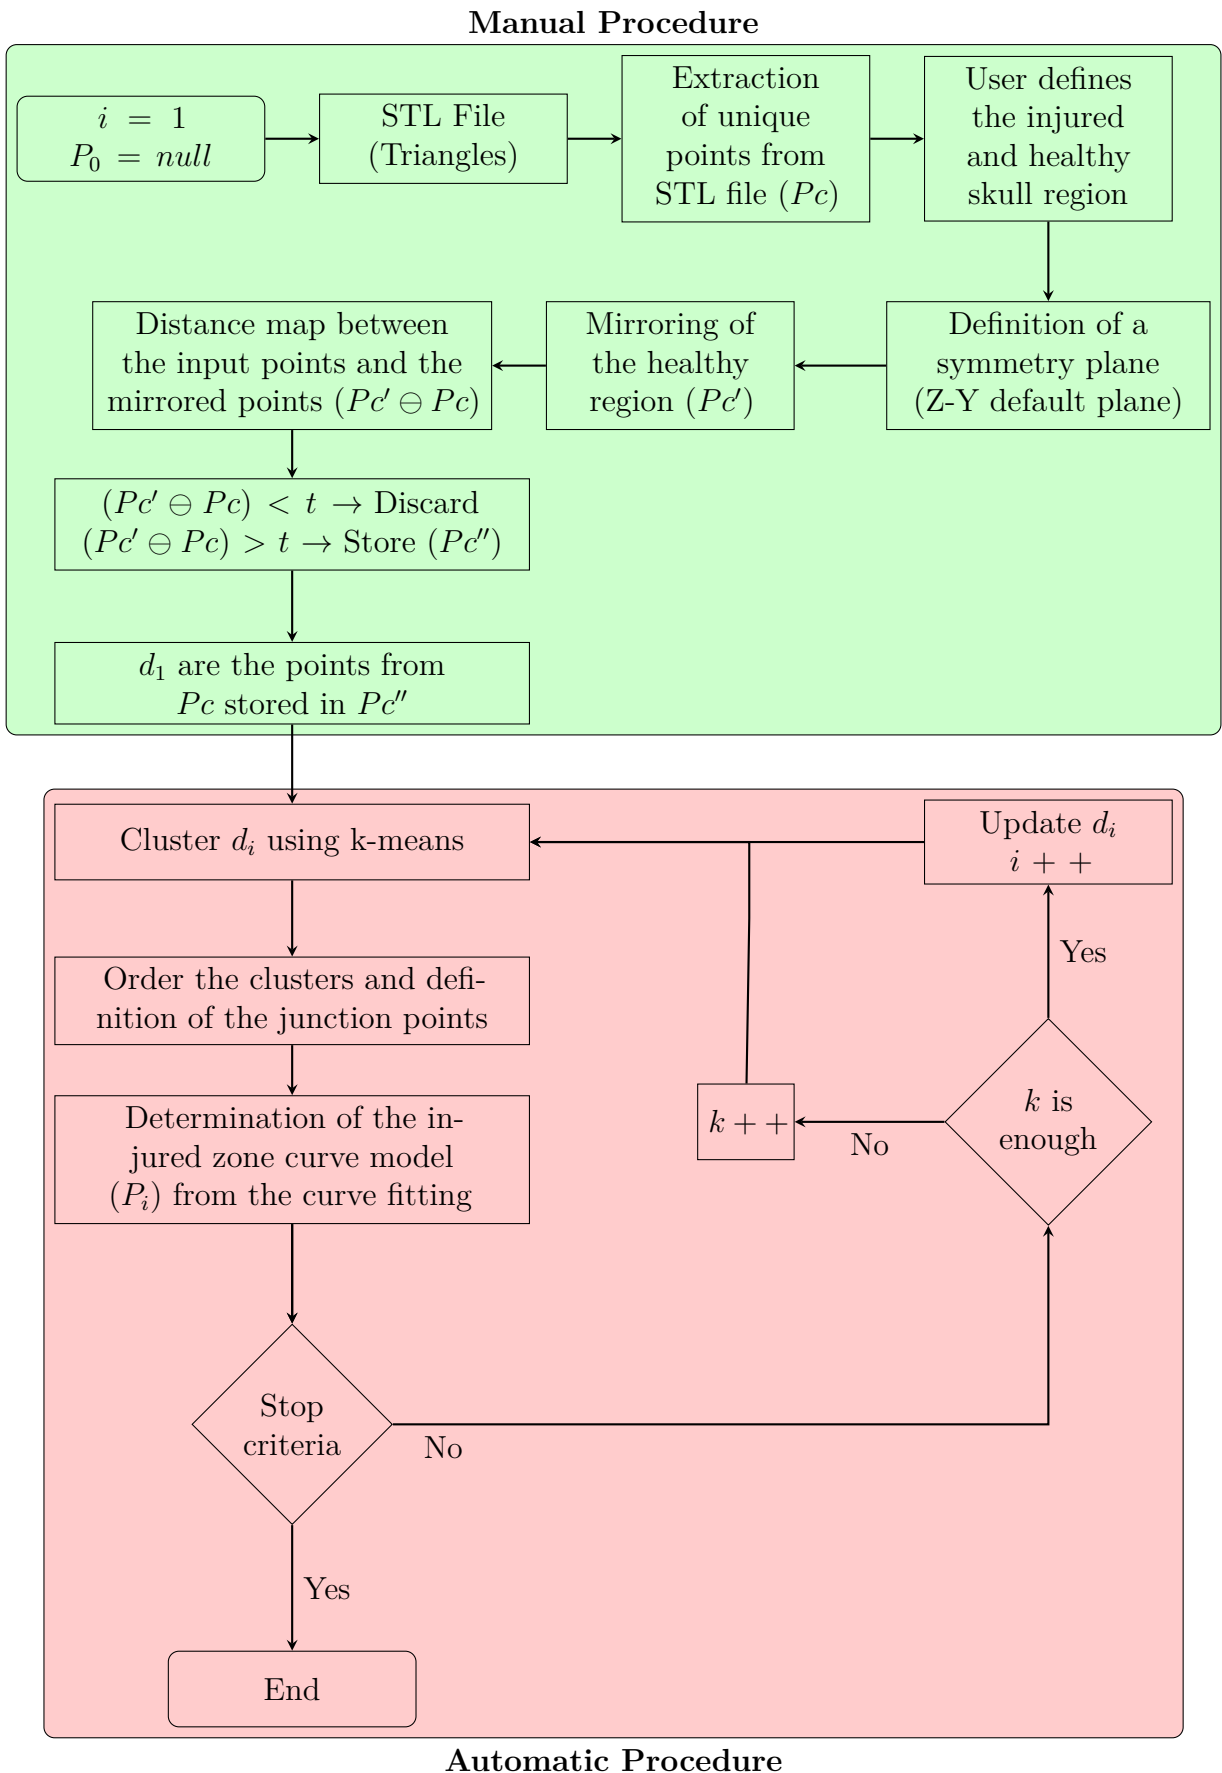 Manual Procedure
i = 1
P₀ = null
STL File
(Triangles)
Extraction
of unique
points from
STL file (Pc)
User defines
the injured
and healthy
skull region
Definition of a
symmetry plane
(Z-Y default plane)
Mirroring of
the healthy
region (Pc′)
Distance map between
the input points and the
mirrored points (Pc′ ⊖ Pc)
(Pc′ ⊖ Pc) < t → Discard
(Pc′ ⊖ Pc) > t → Store (Pc″)
d₁ are the points from
Pc stored in Pc″
Cluster dᵢ using k-means
Update dᵢ
i + +
Yes
Order the clusters and defi-
nition of the junction points
k is
enough
k + +
No
Determination of the in-
jured zone curve model
(Pᵢ) from the curve fitting
Stop
criteria
No
Yes
End
Automatic Procedure